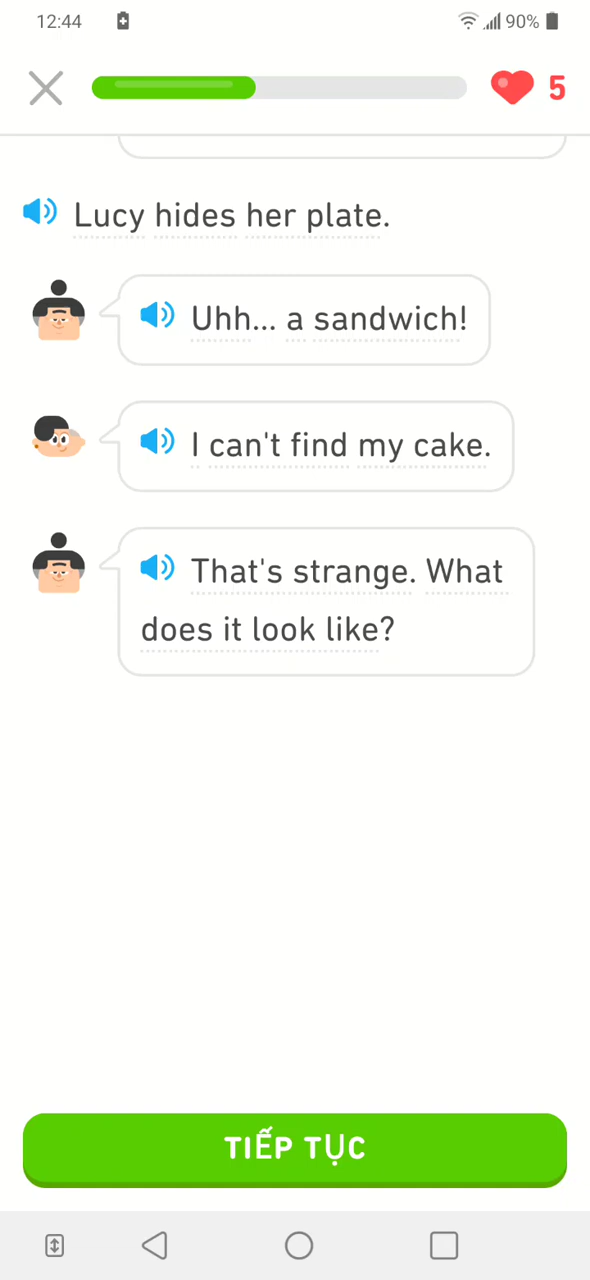 12:44
90%
5
Lucy hides her plate.
Uhh... a sandwich!
I can't find my cake.
That's strange. What
does it look like?
TIẾP TỤC